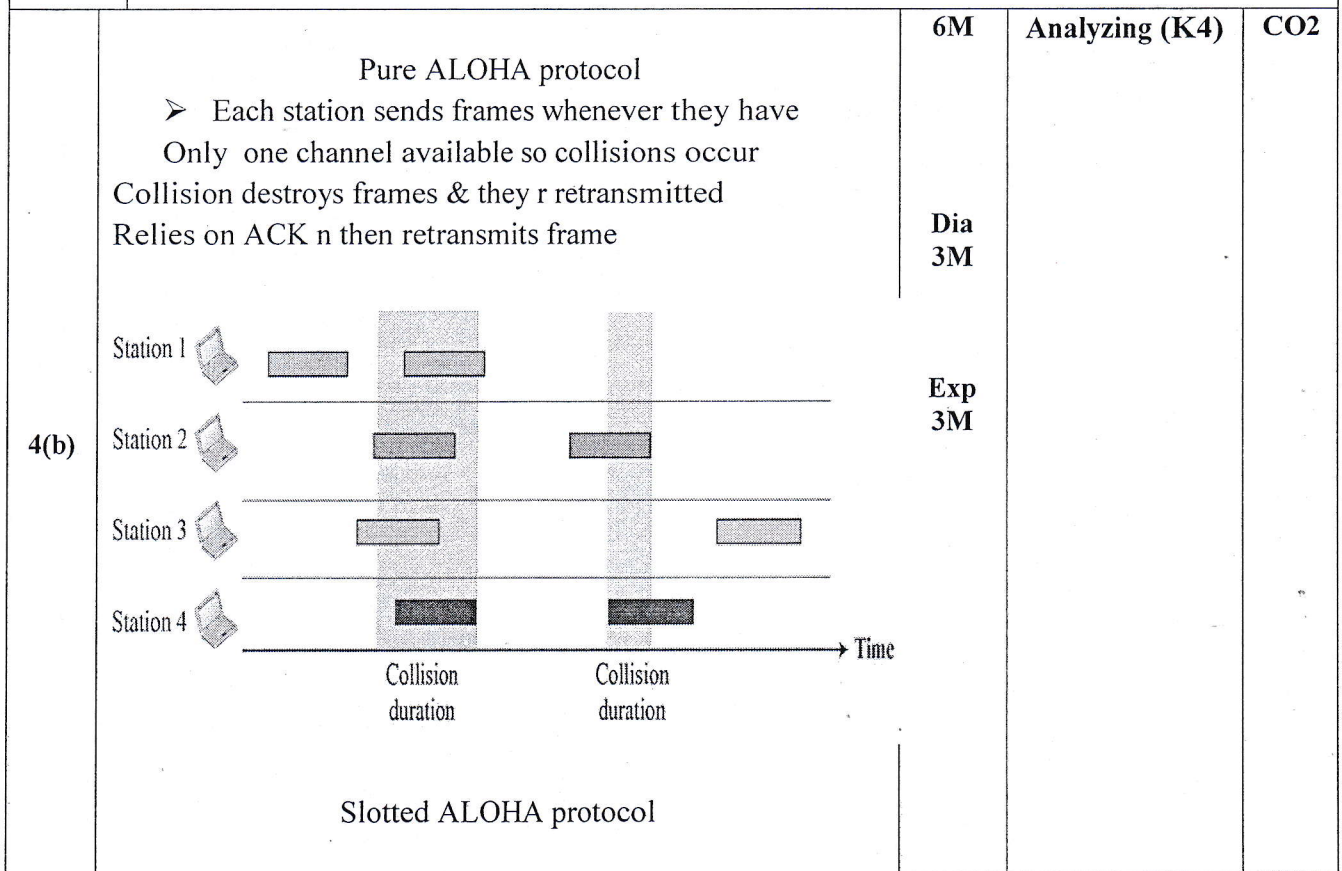 6M
Analyzing (K4)
CO2
Pure ALOHA protocol
➤ Each station sends frames whenever they have
Only one channel available so collisions occur
Collision destroys frames & they r retransmitted
Relies on ACK n then retransmits frame
Dia
3M
Exp
3M
4(b)
Station 1
Station 2
Station 3
Station 4
Time
Collision
duration
Collision
duration
Slotted ALOHA protocol